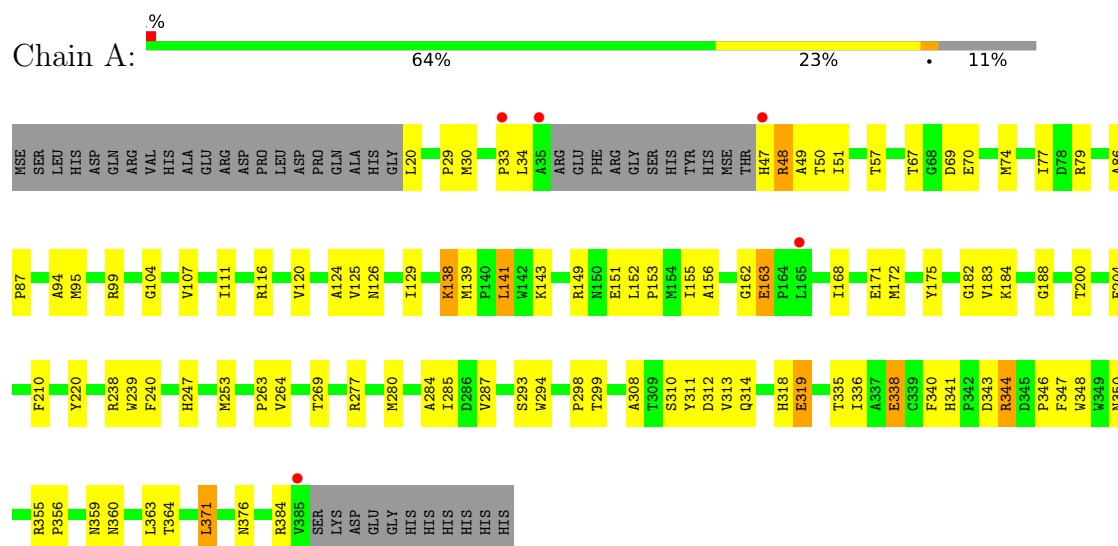 %
Chain A:
64% 23% • 11%
MSE SER LEU HIS ASP GLN ARG VAL HIS ALA GLU ARG ASP PRO LEU ASP PRO GLN ALA HIS GLY L20 P29 M30 P33 L34 A35 ARG GLU PHE ARG GLY SER HIS TYR HIS MSE THR H47 R48 A49 T50 I51 T57 T67 G68 D69 E70 M74 I77 D78 R79 A86
P87 A94 M95 R99 G104 V107 I111 R116 V120 A124 V125 N126 I129 K138 M139 P140 L141 W142 K143 R149 N150 E151 L152 P153 M154 I155 A156 G162 E163 P164 L165 I168 E171 M172 Y175 G182 V183 K184 G188 T200
F210 Y220 R238 W239 F240 H247 M253 P263 V264 T269 R277 M280 A284 I285 D286 V287 S293 W294 P298 T299 A308 T309 S310 Y311 D312 V313 Q314 H318 E319 T335 I336 A337 E338 C339 F340 H341 P342 D343 R344 D345 P346 F347 W348 W349 N350
R355 P356 N359 N360 L363 T364 L371 N376 R384 V385 SER LYS ASP GLU GLY HIS HIS HIS HIS HIS HIS